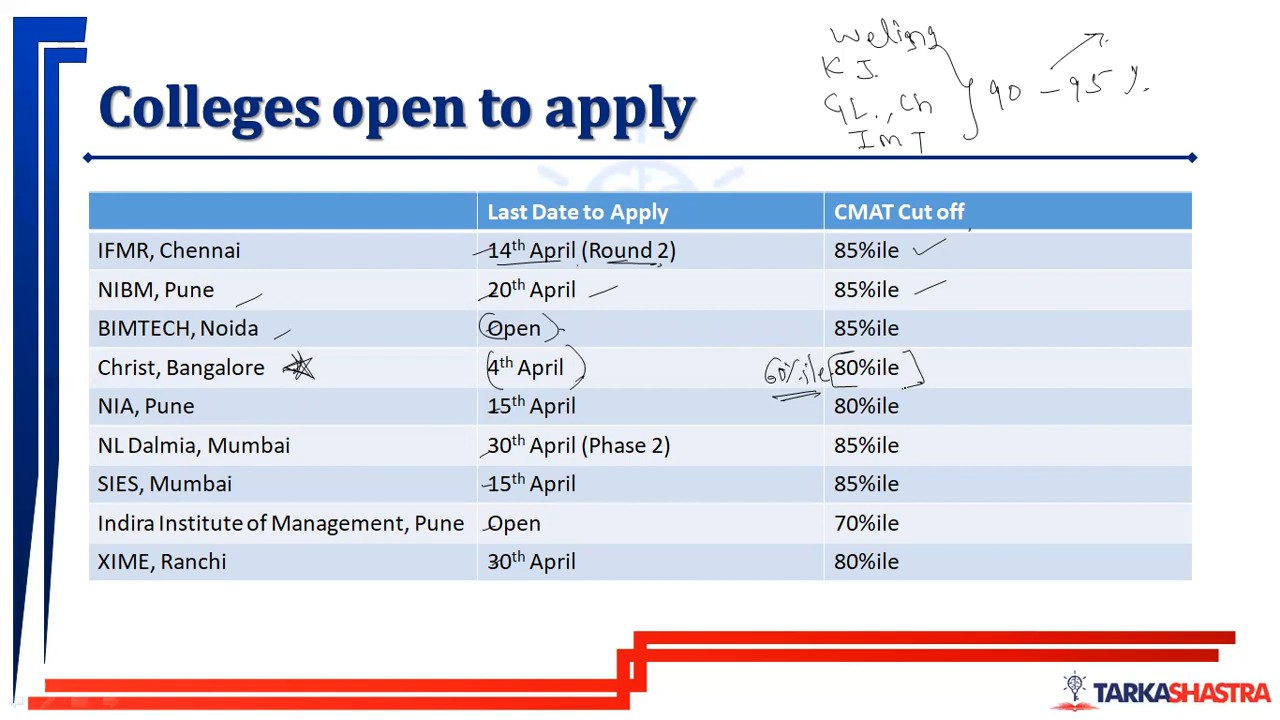 Weling
K J.
GL., Ch
IMT
90 - 95 %.
Colleges open to apply
Last Date to Apply CMAT Cut off
IFMR, Chennai 14th April (Round 2) 85%ile
NIBM, Pune 20th April 85%ile
BIMTECH, Noida Open 85%ile
Christ, Bangalore 4th April 60%ile 80%ile
NIA, Pune 15th April 80%ile
NL Dalmia, Mumbai 30th April (Phase 2) 85%ile
SIES, Mumbai 15th April 85%ile
Indira Institute of Management, Pune Open 70%ile
XIME, Ranchi 30th April 80%ile
TARKASHASTRA